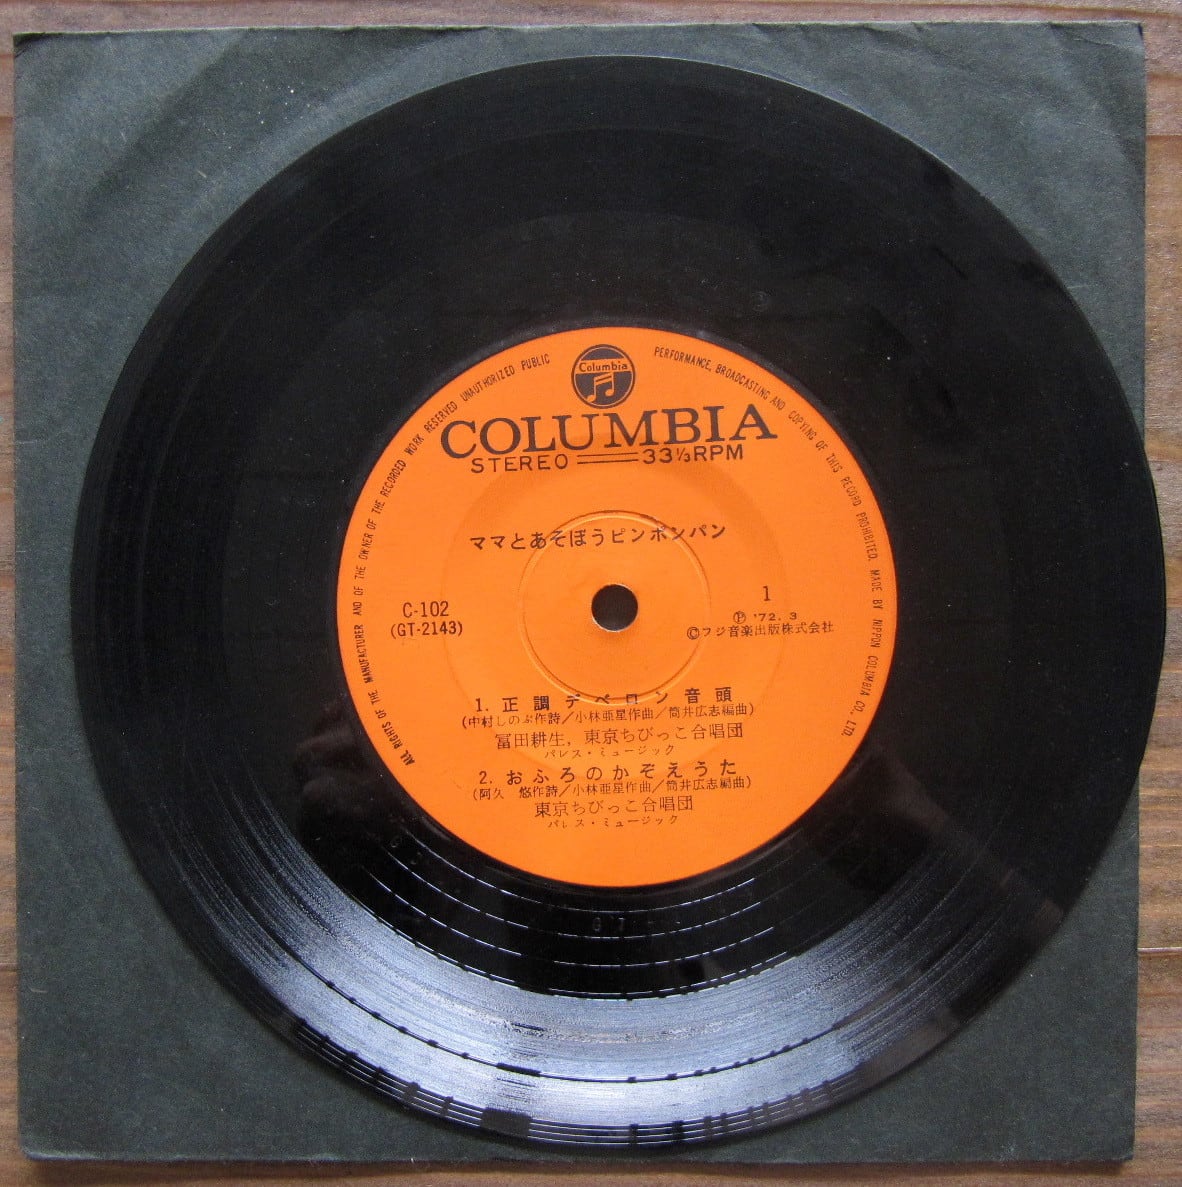 ALL RIGHTS OF THE MANUFACTURER AND OF THE OWNER OF THE RECORDED WORK RESERVED UNAUTHORIZED PUBLIC PERFORMANCE, BROADCASTING AND COPYING OF THIS RECORD PROHIBITED. MADE BY NIPPON COLUMBIA CO., LTD.
Columbia
COLUMBIA
STEREO 33⅓RPM
ママとあそぼうピンポンパン
C-102
(GT-2143)
1
Ⓟ '72. 3
©フジ音楽出版株式会社
1. 正調デベロン音頭
(中村しのぶ作詩/小林亜星作曲/筒井広志編曲)
冨田耕生, 東京ちびっこ合唱団
パレス・ミュージック
2. おふろのかぞえうた
(阿久 悠作詩/小林亜星作曲/筒井広志編曲)
東京ちびっこ合唱団
パレス・ミュージック